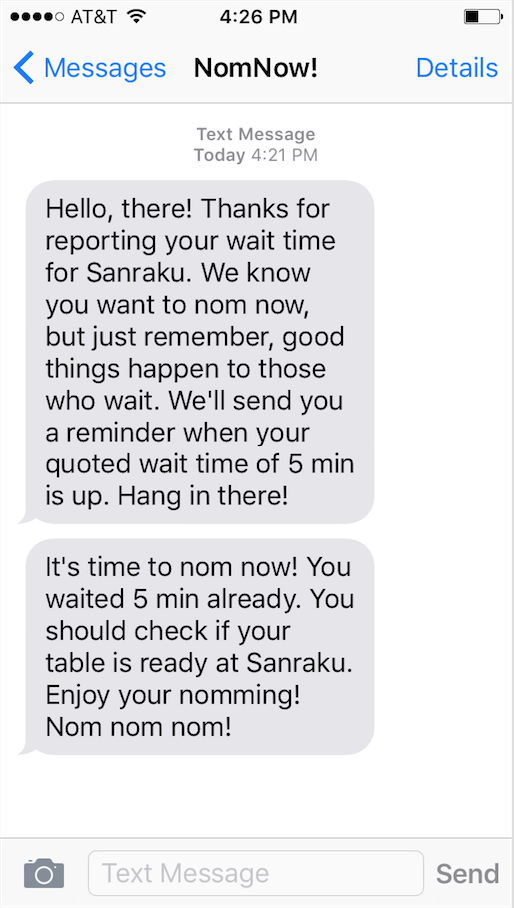 AT&T 4:26 PM
Messages NomNow! Details
Text Message
Today 4:21 PM
Hello, there! Thanks for
reporting your wait time
for Sanraku. We know
you want to nom now,
but just remember, good
things happen to those
who wait. We'll send you
a reminder when your
quoted wait time of 5 min
is up. Hang in there!
It's time to nom now! You
waited 5 min already. You
should check if your
table is ready at Sanraku.
Enjoy your nomming!
Nom nom nom!
Text Message Send